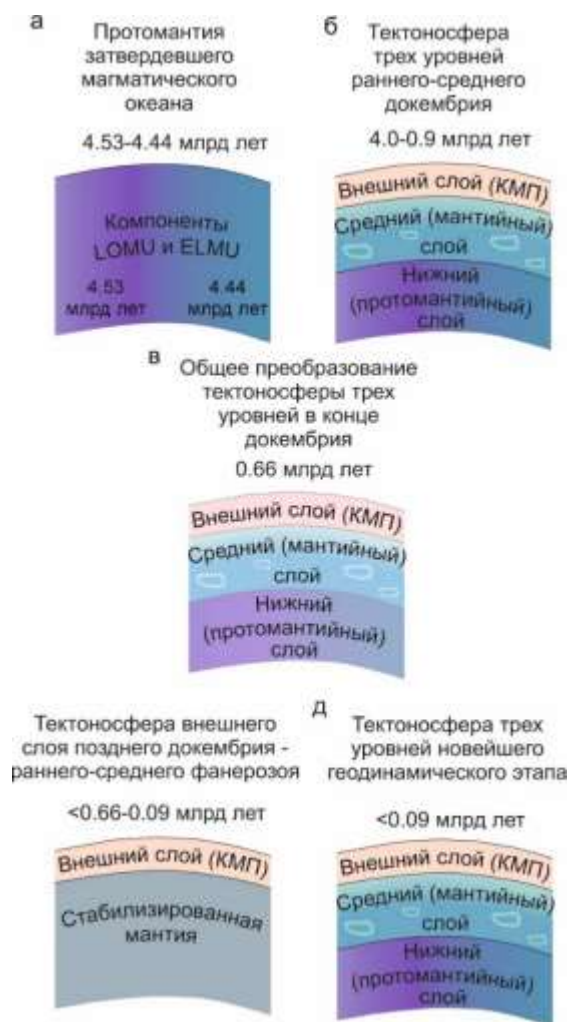 а
Протомантия
затвердевшего
магматического
океана
4.53-4.44 млрд лет
Компоненты
LOMU и ELMU
4.53
млрд лет
4.44
млрд лет
б
Тектоносфера
трех уровней
раннего-среднего
докембрия
4.0-0.9 млрд лет
Внешний слой (КМП)
Средний (мантийный)
слой
Нижний
(протомантийный)
слой
в
Общее преобразование
тектоносферы трех
уровней в конце
докембрия
0.66 млрд лет
Внешний слой (КМП)
Средний (мантийный)
слой
Нижний
(протомантийный)
слой
Тектоносфера внешнего
слоя позднего докембрия -
раннего-среднего фанерозоя
<0.66-0.09 млрд лет
Внешний слой (КМП)
Стабилизированная
мантия
д
Тектоносфера трех
уровней новейшего
геодинамического этапа
<0.09 млрд лет
Внешний слой (КМП)
Средний (мантийный)
слой
Нижний
(протомантийный)
слой